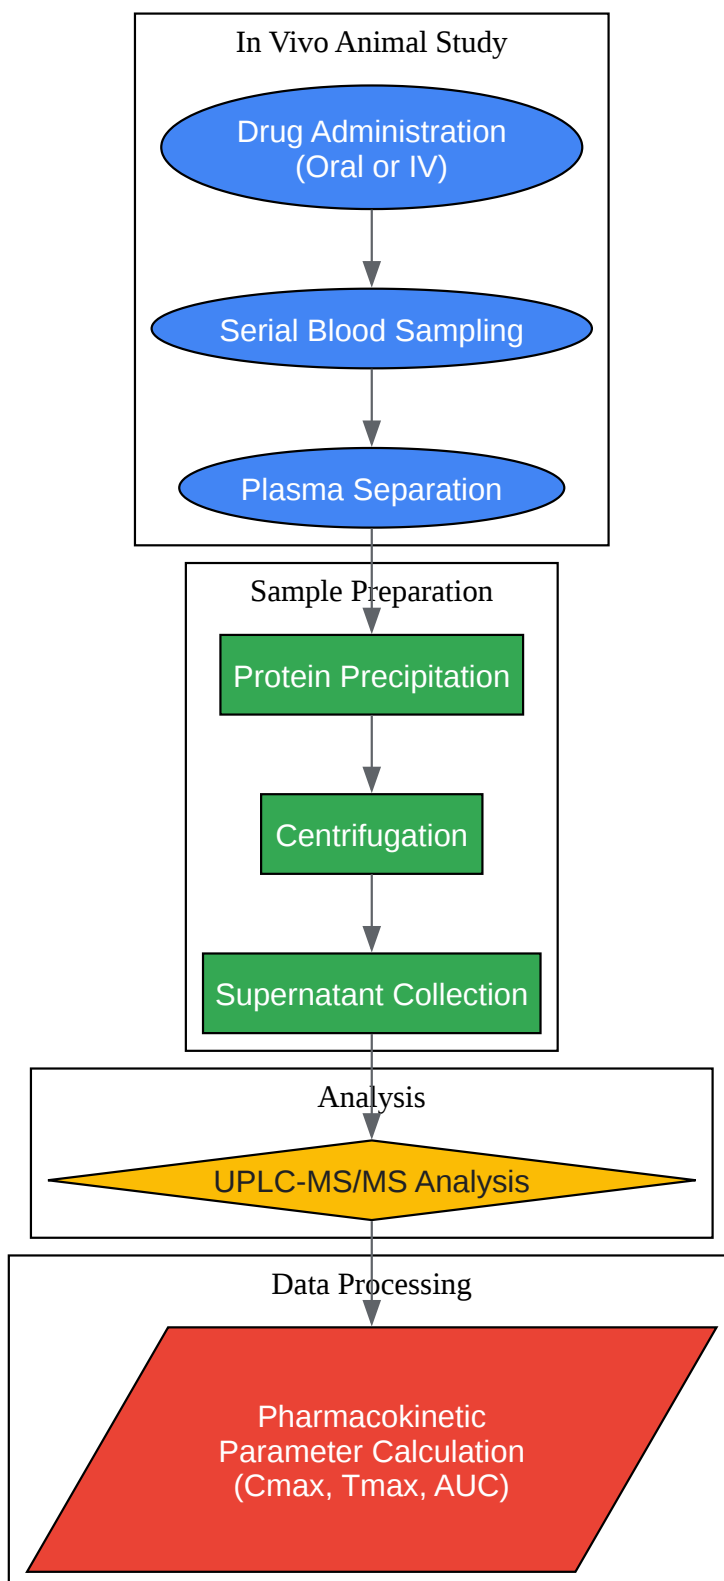 In Vivo Animal Study
Drug Administration
(Oral or IV)
Serial Blood Sampling
Plasma Separation
Sample Preparation
Protein Precipitation
Centrifugation
Supernatant Collection
Analysis
UPLC-MS/MS Analysis
Data Processing
Pharmacokinetic
Parameter Calculation
(Cmax, Tmax, AUC)